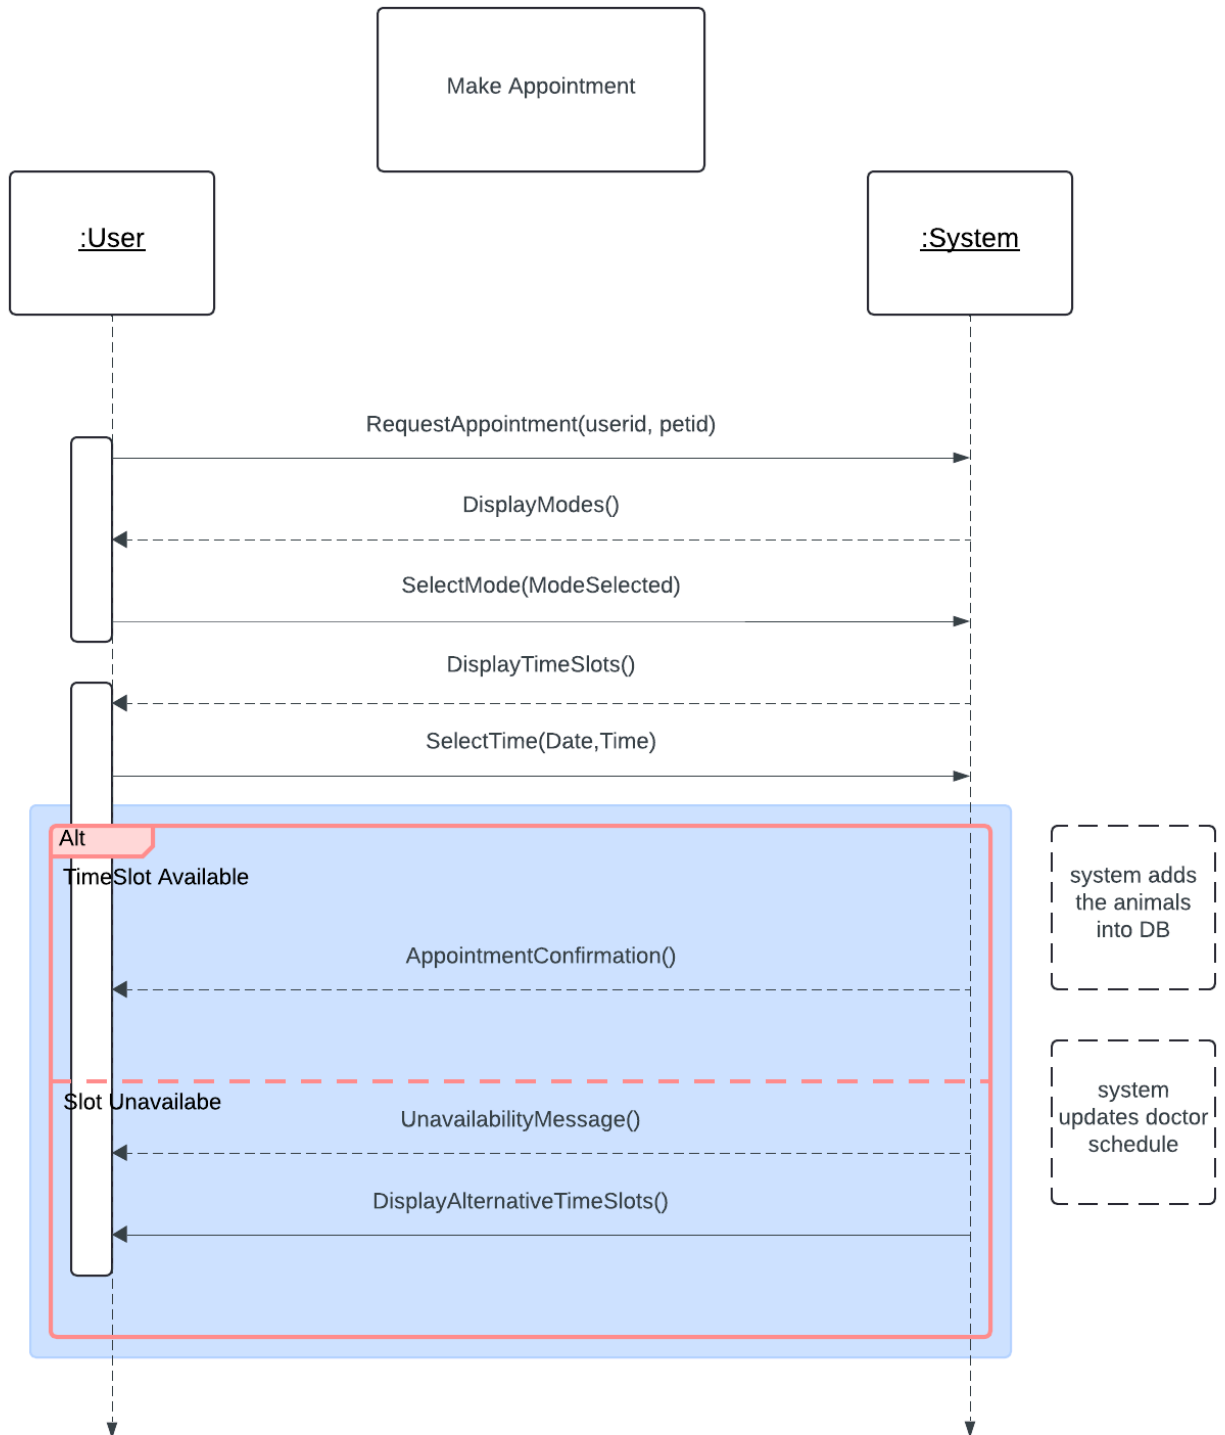 Make Appointment
:User
:System
RequestAppointment(userid, petid)
DisplayModes()
SelectMode(ModeSelected)
DisplayTimeSlots()
SelectTime(Date,Time)
Alt
TimeSlot Available
system adds
the animals
into DB
AppointmentConfirmation()
Slot Unavailabe
UnavailabilityMessage()
system
updates doctor
schedule
DisplayAlternativeTimeSlots()